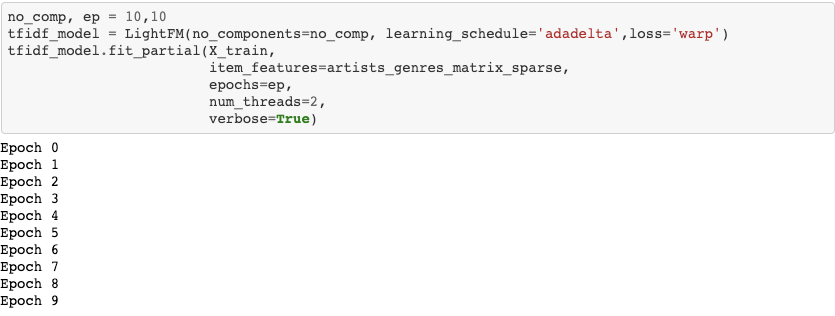 no_comp, ep = 10,10
tfidf_model = LightFM(no_components=no_comp, learning_schedule='adadelta',loss='warp')
tfidf_model.fit_partial(X_train,
                        item_features=artists_genres_matrix_sparse,
                        epochs=ep,
                        num_threads=2,
                        verbose=True)
Epoch 0
Epoch 1
Epoch 2
Epoch 3
Epoch 4
Epoch 5
Epoch 6
Epoch 7
Epoch 8
Epoch 9